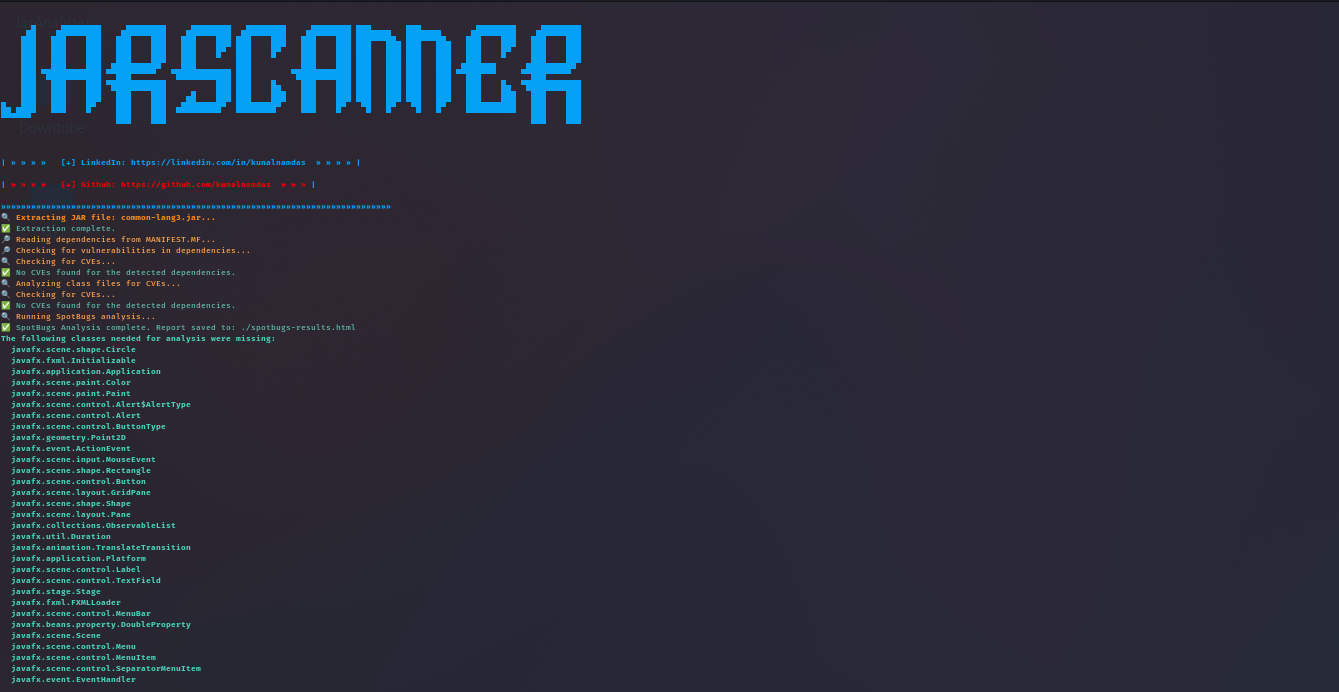 JarAnalyzer
JARSCANNER
Downtube
| » » » »   [+] LinkedIn: https://linkedin.com/in/kunalnamdas  » » » » |
| » » » »   [+] Github: https://github.com/kunalnamdas  » » » |
»»»»»»»»»»»»»»»»»»»»»»»»»»»»»»»»»»»»»»»»»»»»»»»»»»»»»»»»»»»»»»»»»»»»»»»»»»»»»»
🔍 Extracting JAR file: common-lang3.jar...
✅ Extraction complete.
🔎 Reading dependencies from MANIFEST.MF...
🔎 Checking for vulnerabilities in dependencies...
🔍 Checking for CVEs...
✅ No CVEs found for the detected dependencies.
🔍 Analyzing class files for CVEs...
🔍 Checking for CVEs...
✅ No CVEs found for the detected dependencies.
🔍 Running SpotBugs analysis...
✅ SpotBugs Analysis complete. Report saved to: ./spotbugs-results.html
The following classes needed for analysis were missing:
  javafx.scene.shape.Circle
  javafx.fxml.Initializable
  javafx.application.Application
  javafx.scene.paint.Color
  javafx.scene.paint.Paint
  javafx.scene.control.Alert$AlertType
  javafx.scene.control.Alert
  javafx.scene.control.ButtonType
  javafx.geometry.Point2D
  javafx.event.ActionEvent
  javafx.scene.input.MouseEvent
  javafx.scene.shape.Rectangle
  javafx.scene.control.Button
  javafx.scene.layout.GridPane
  javafx.scene.shape.Shape
  javafx.scene.layout.Pane
  javafx.collections.ObservableList
  javafx.util.Duration
  javafx.animation.TranslateTransition
  javafx.application.Platform
  javafx.scene.control.Label
  javafx.scene.control.TextField
  javafx.stage.Stage
  javafx.fxml.FXMLLoader
  javafx.scene.control.MenuBar
  javafx.beans.property.DoubleProperty
  javafx.scene.Scene
  javafx.scene.control.Menu
  javafx.scene.control.MenuItem
  javafx.scene.control.SeparatorMenuItem
  javafx.event.EventHandler